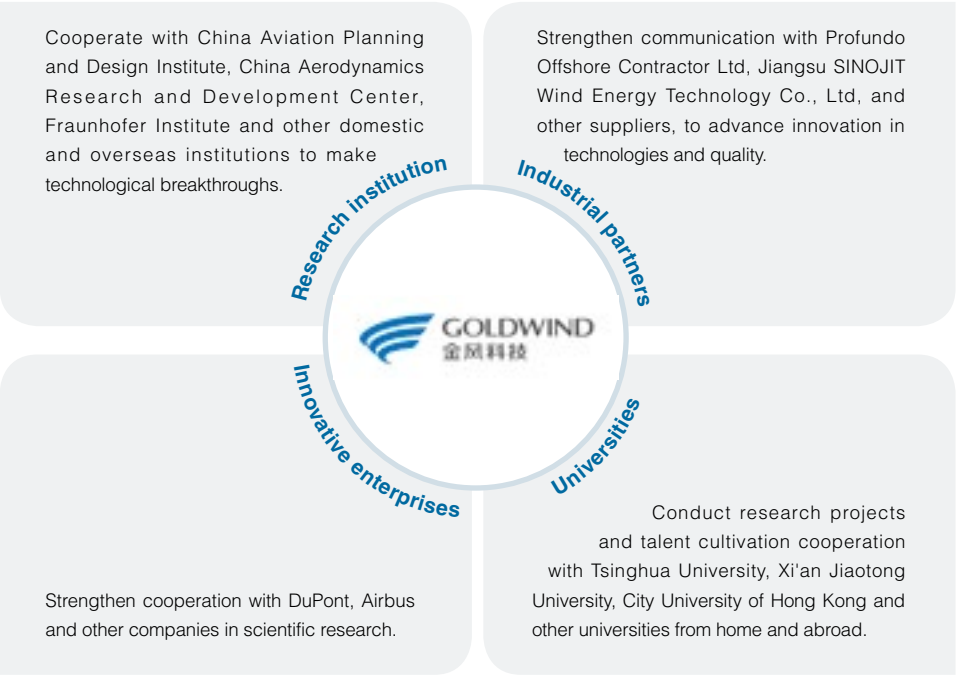 Cooperate with China Aviation Planning
and Design Institute, China Aerodynamics
Research and Development Center,
Fraunhofer Institute and other domestic
and overseas institutions to make
technological breakthroughs.
Research institution
Strengthen communication with Profundo
Offshore Contractor Ltd, Jiangsu SINOJIT
Wind Energy Technology Co., Ltd, and
other suppliers, to advance innovation in
technologies and quality.
Industrial partners
GOLDWIND
金风科技
Innovative enterprises
Strengthen cooperation with DuPont, Airbus
and other companies in scientific research.
Universities
Conduct research projects
and talent cultivation cooperation
with Tsinghua University, Xi'an Jiaotong
University, City University of Hong Kong and
other universities from home and abroad.